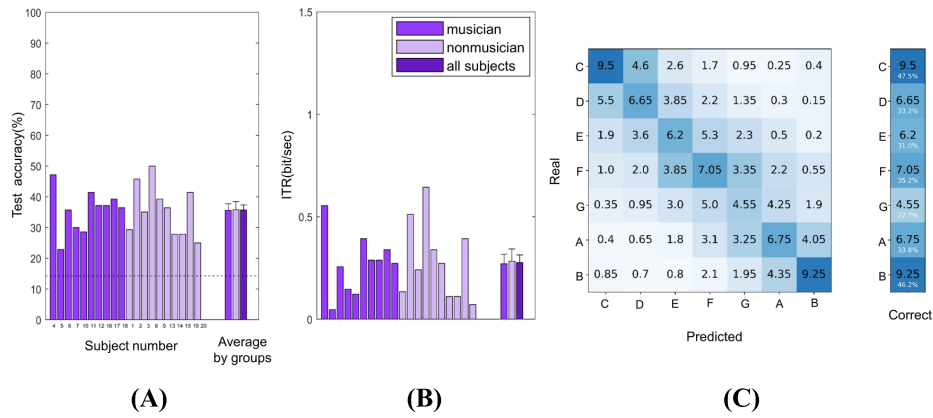 100
90
80
70
60
50
40
30
20
10
0
Test accuracy(%)
4 5 6 7 10 11 12 16 17 18 1 2 3 8 9 13 14 15 19 20
Subject number
Average
by groups
(A)
1.5
1
0.5
0
ITR(bit/sec)
musician
nonmusician
all subjects
(B)
Real
C 9.5 4.6 2.6 1.7 0.95 0.25 0.4
D 5.5 6.65 3.85 2.2 1.35 0.3 0.15
E 1.9 3.6 6.2 5.3 2.3 0.5 0.2
F 1.0 2.0 3.85 7.05 3.35 2.2 0.55
G 0.35 0.95 3.0 5.0 4.55 4.25 1.9
A 0.4 0.65 1.8 3.1 3.25 6.75 4.05
B 0.85 0.7 0.8 2.1 1.95 4.35 9.25
C D E F G A B
Predicted
C 9.5
47.5%
D 6.65
33.2%
E 6.2
31.0%
F 7.05
35.2%
G 4.55
22.7%
A 6.75
33.8%
B 9.25
46.2%
Correct
(C)